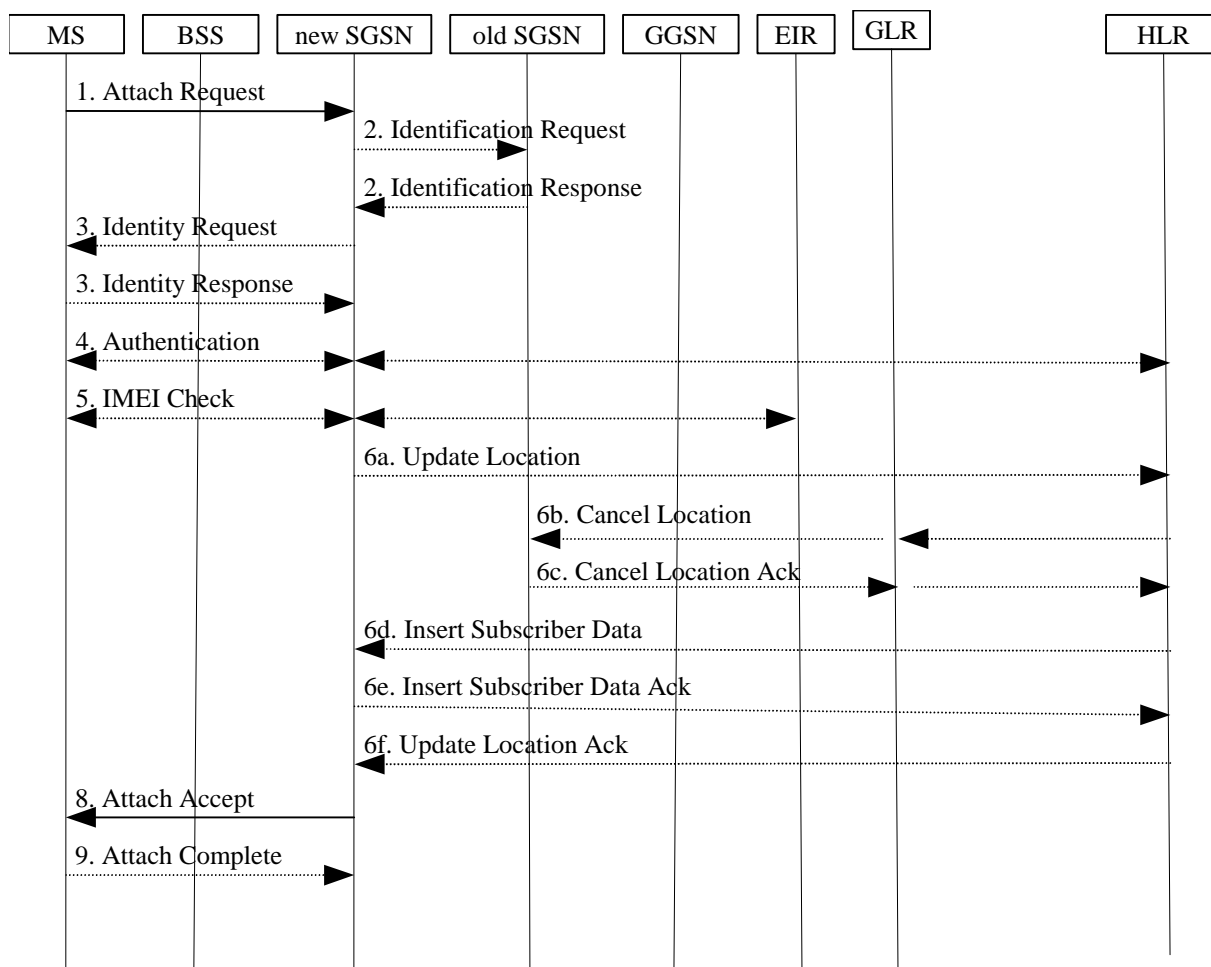 MS BSS new SGSN old SGSN GGSN EIR GLR HLR
1. Attach Request
2. Identification Request
2. Identification Response
3. Identity Request
3. Identity Response
4. Authentication
5. IMEI Check
6a. Update Location
6b. Cancel Location
6c. Cancel Location Ack
6d. Insert Subscriber Data
6e. Insert Subscriber Data Ack
6f. Update Location Ack
8. Attach Accept
9. Attach Complete